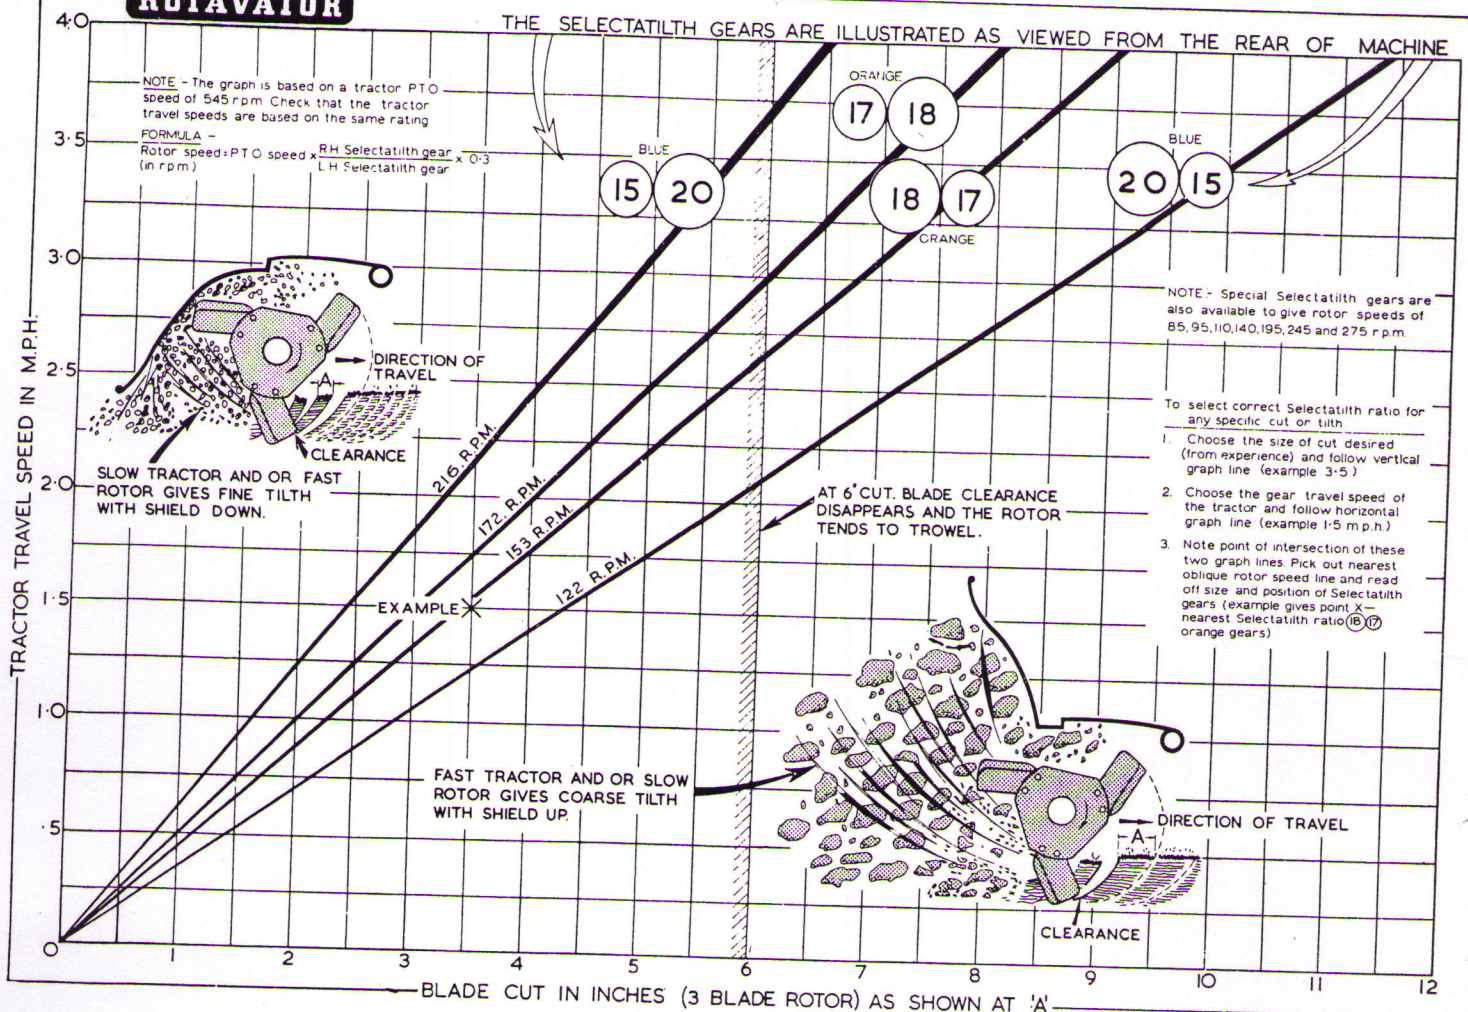 ROTAVATOR
THE SELECTATILTH GEARS ARE ILLUSTRATED AS VIEWED FROM THE REAR OF MACHINE
NOTE - The graph is based on a tractor PTO
speed of 545 rpm Check that the tractor
travel speeds are based on the same rating
FORMULA -
Rotor speed = PTO speed × RH Selectatilth gear × 0·3
(in rpm) LH Selectatilth gear
BLUE
15 20
ORANGE
17 18
18 17
ORANGE
BLUE
20 15
NOTE:- Special Selectatilth gears are
also available to give rotor speeds of
85, 95, 110, 140, 195, 245 and 275 r.p.m.
To select correct Selectatilth ratio for
any specific cut or tilth
1. Choose the size of cut desired
(from experience) and follow vertical
graph line (example 3·5)
2. Choose the gear travel speed of
the tractor and follow horizontal
graph line (example 1·5 m.p.h.)
3. Note point of intersection of these
two graph lines. Pick out nearest
oblique rotor speed line and read
off size and position of Selectatilth
gears (example gives point X—
nearest Selectatilth ratio 18 17
orange gears)
DIRECTION OF
TRAVEL
A
CLEARANCE
SLOW TRACTOR AND OR FAST
ROTOR GIVES FINE TILTH
WITH SHIELD DOWN.
216. R.P.M.
172. R.P.M.
153 R.P.M.
122 R.P.M.
EXAMPLE
AT 6" CUT. BLADE CLEARANCE
DISAPPEARS AND THE ROTOR
TENDS TO TROWEL.
FAST TRACTOR AND OR SLOW
ROTOR GIVES COARSE TILTH
WITH SHIELD UP.
DIRECTION OF TRAVEL
A
CLEARANCE
TRACTOR TRAVEL SPEED IN M.P.H.
4·0
3·5
3·0
2·5
2·0
1·5
1·0
·5
0
1 2 3 4 5 6 7 8 9 10 11 12
BLADE CUT IN INCHES (3 BLADE ROTOR) AS SHOWN AT 'A'